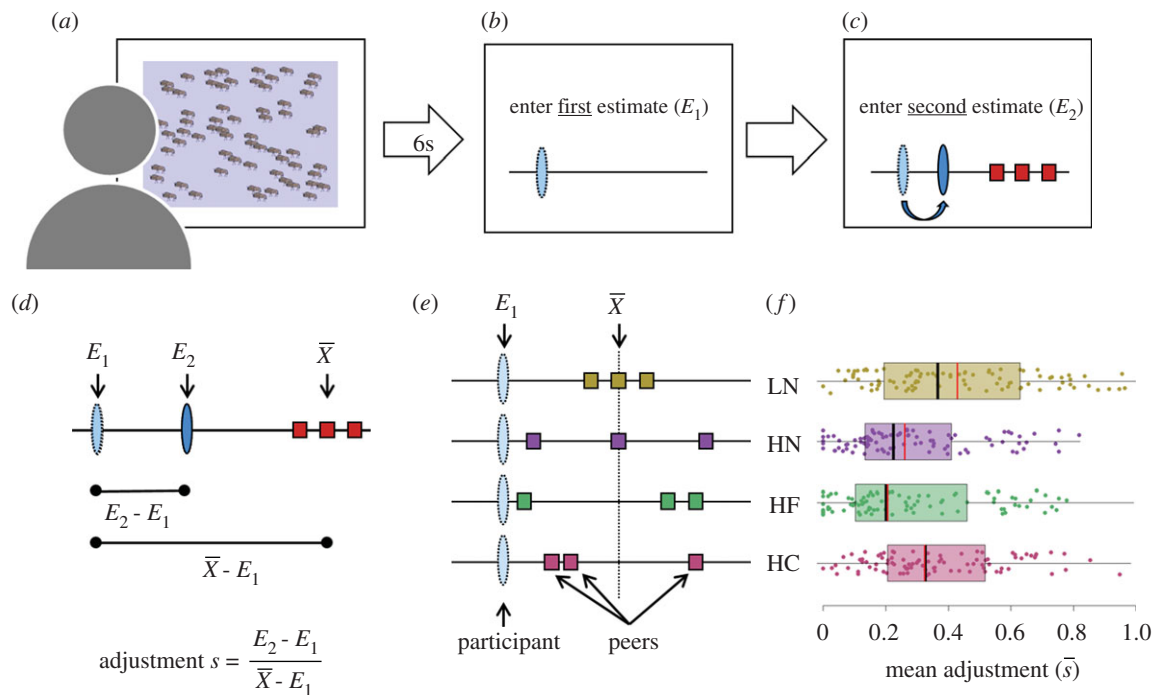 (a)
(b)
(c)
6s
enter first estimate (E₁)
enter second estimate (E₂)
(d)
E₁
E₂
X̅
E₂ - E₁
X̅ - E₁
adjustment s = E₂ - E₁ / X̅ - E₁
(e)
E₁
X̅
participant
peers
(f)
LN
HN
HF
HC
0 0.2 0.4 0.6 0.8 1.0
mean adjustment (s̅)